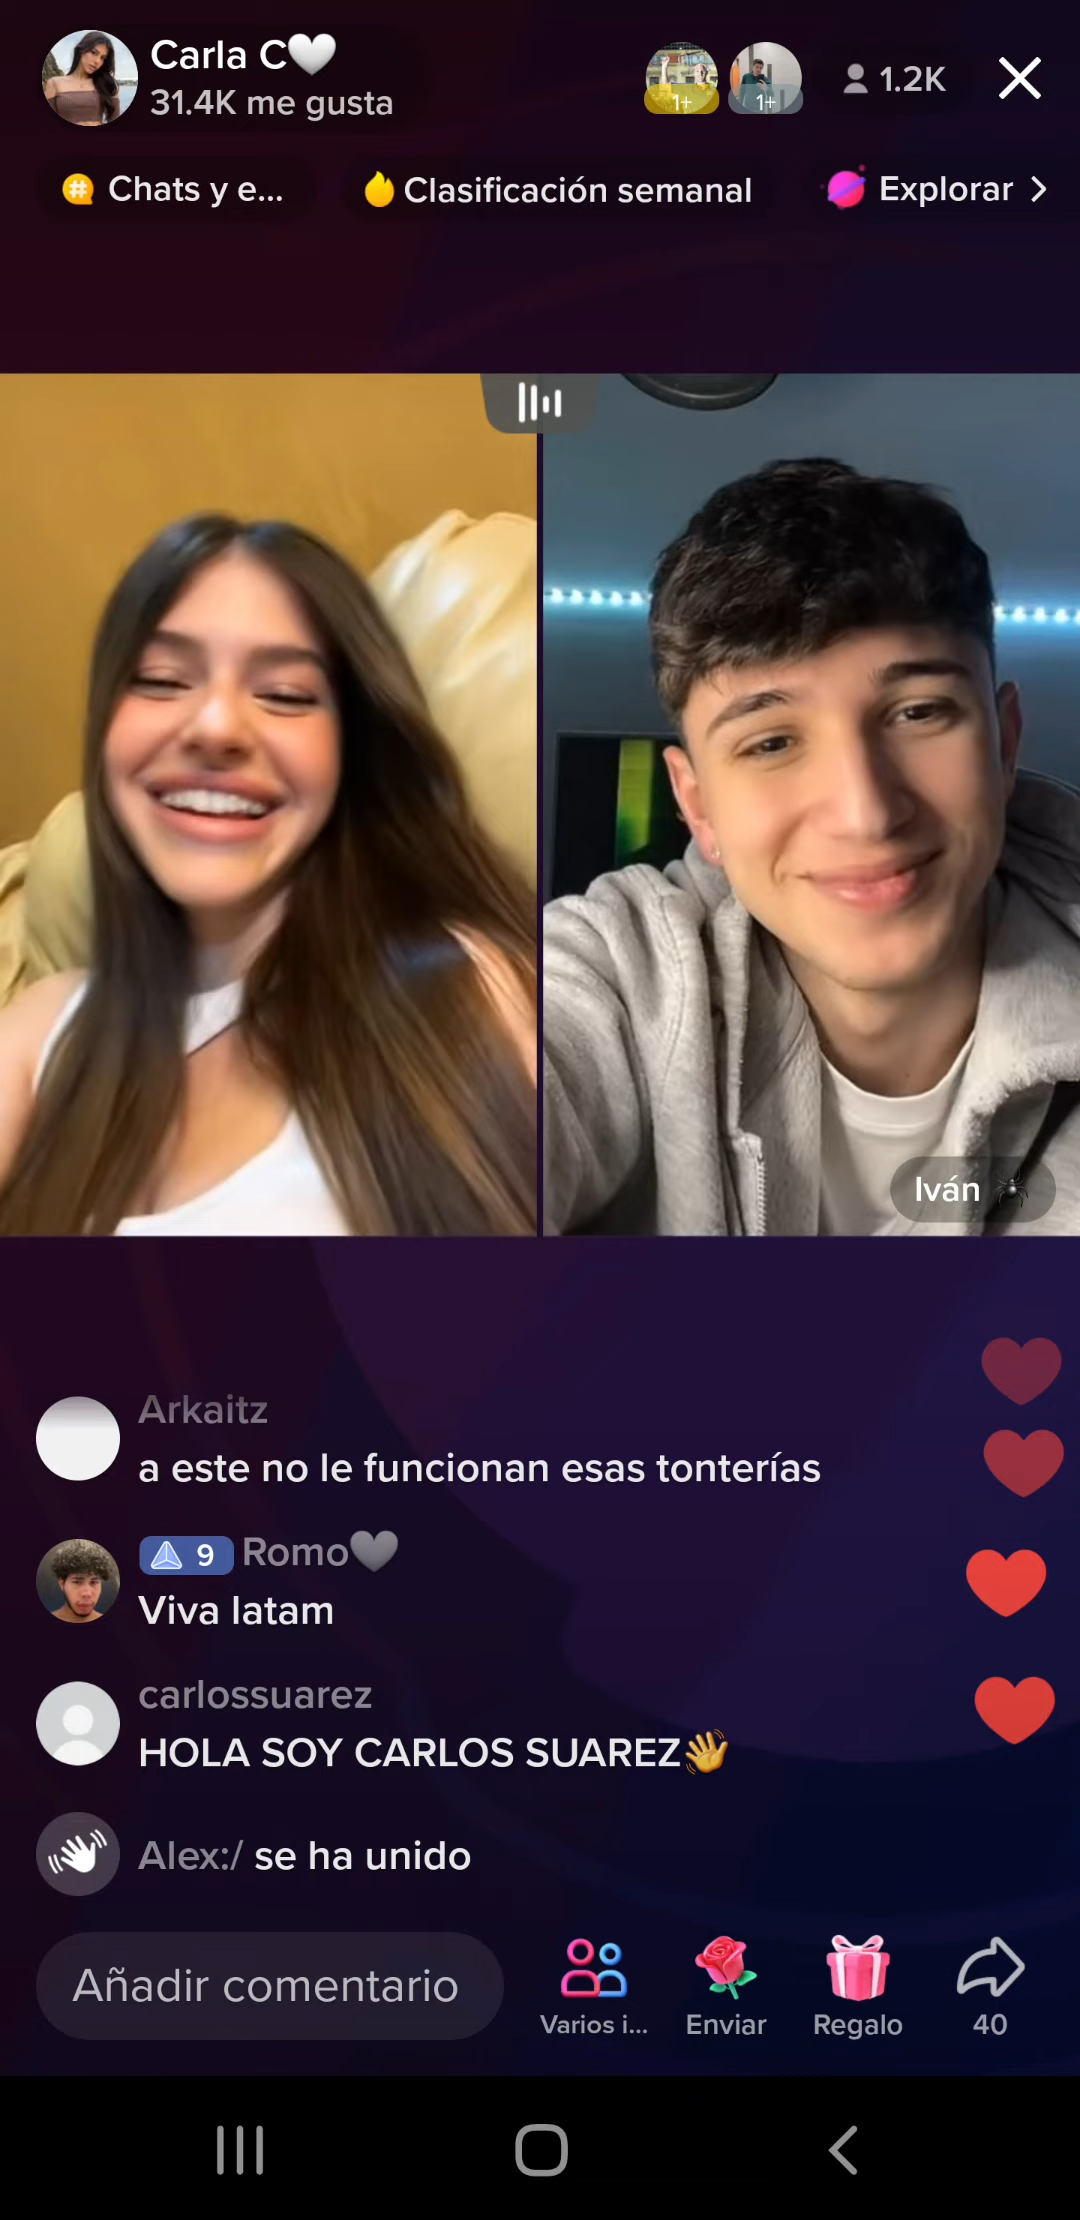 Carla C🤍
31.4K me gusta
1+
1+
1.2K
Chats y e...
Clasificación semanal
Explorar
Iván 🕷
Arkaitz
a este no le funcionan esas tonterías
9 Romo🤍
Viva latam
carlossuarez
HOLA SOY CARLOS SUAREZ👋
Alex:/ se ha unido
Añadir comentario
Varios i...
Enviar
Regalo
40